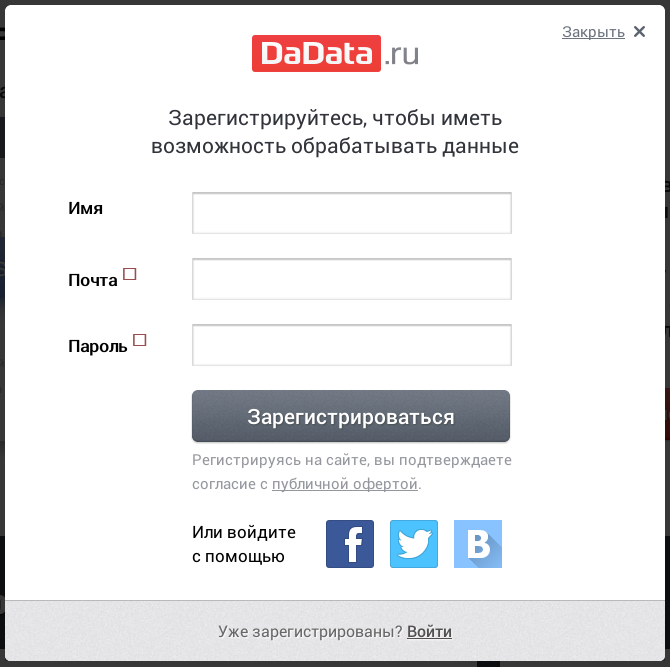 Закрыть ✕
DaData.ru
Зарегистрируйтесь, чтобы иметь
возможность обрабатывать данные
Имя
Почта
Пароль
Зарегистрироваться
Регистрируясь на сайте, вы подтверждаете
согласие с публичной офертой.
Или войдите
с помощью
Уже зарегистрированы? Войти